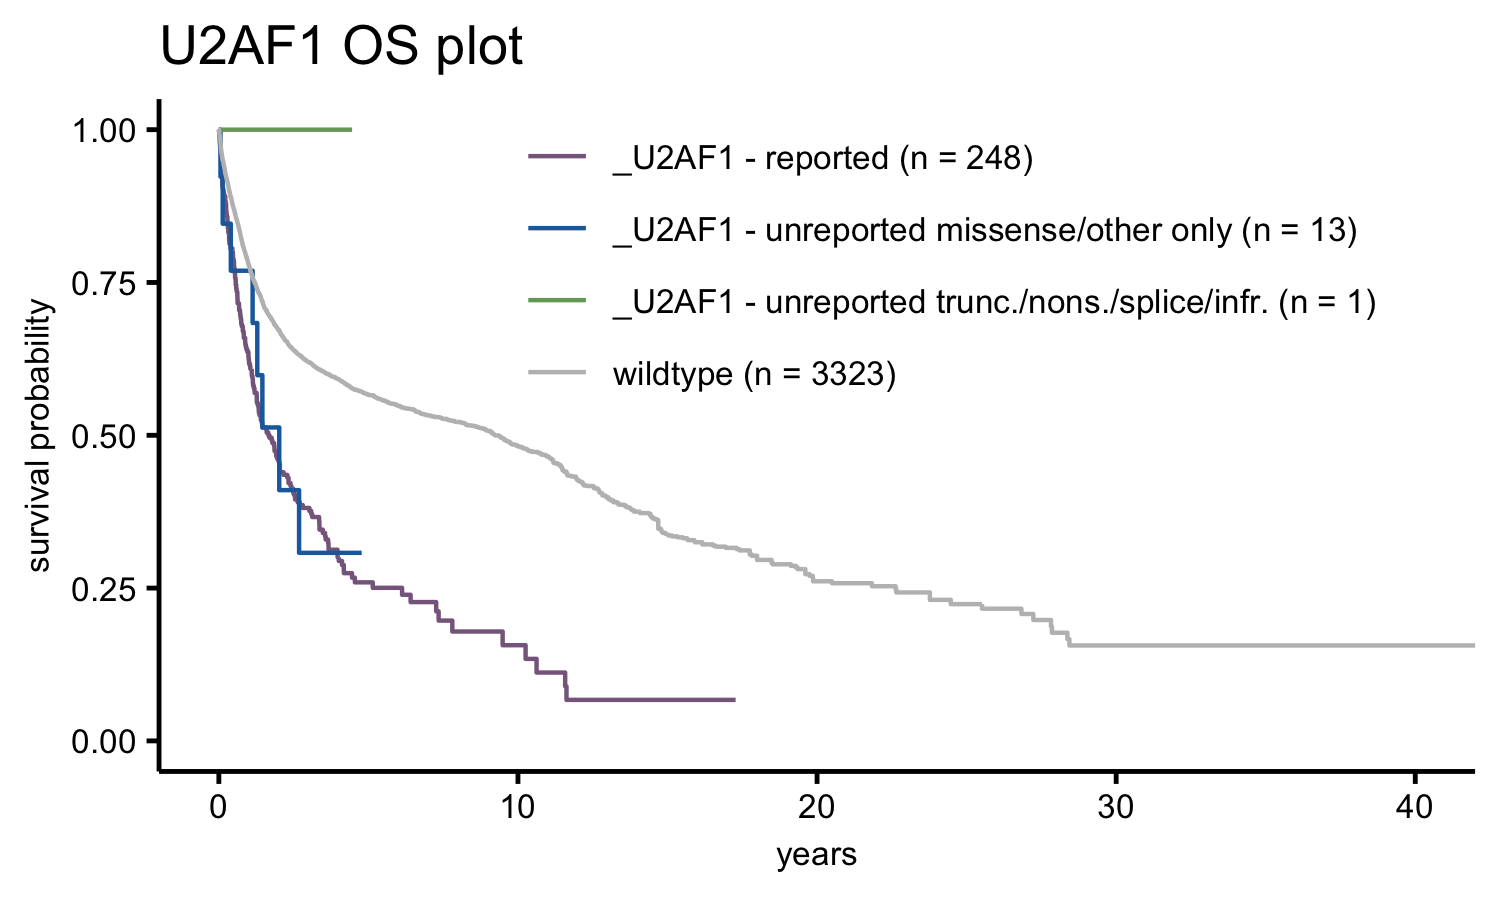 U2AF1 OS plot
_U2AF1 - reported (n = 248)
_U2AF1 - unreported missense/other only (n = 13)
_U2AF1 - unreported trunc./nons./splice/infr. (n = 1)
wildtype (n = 3323)
survival probability
1.00
0.75
0.50
0.25
0.00
0
10
20
30
40
years